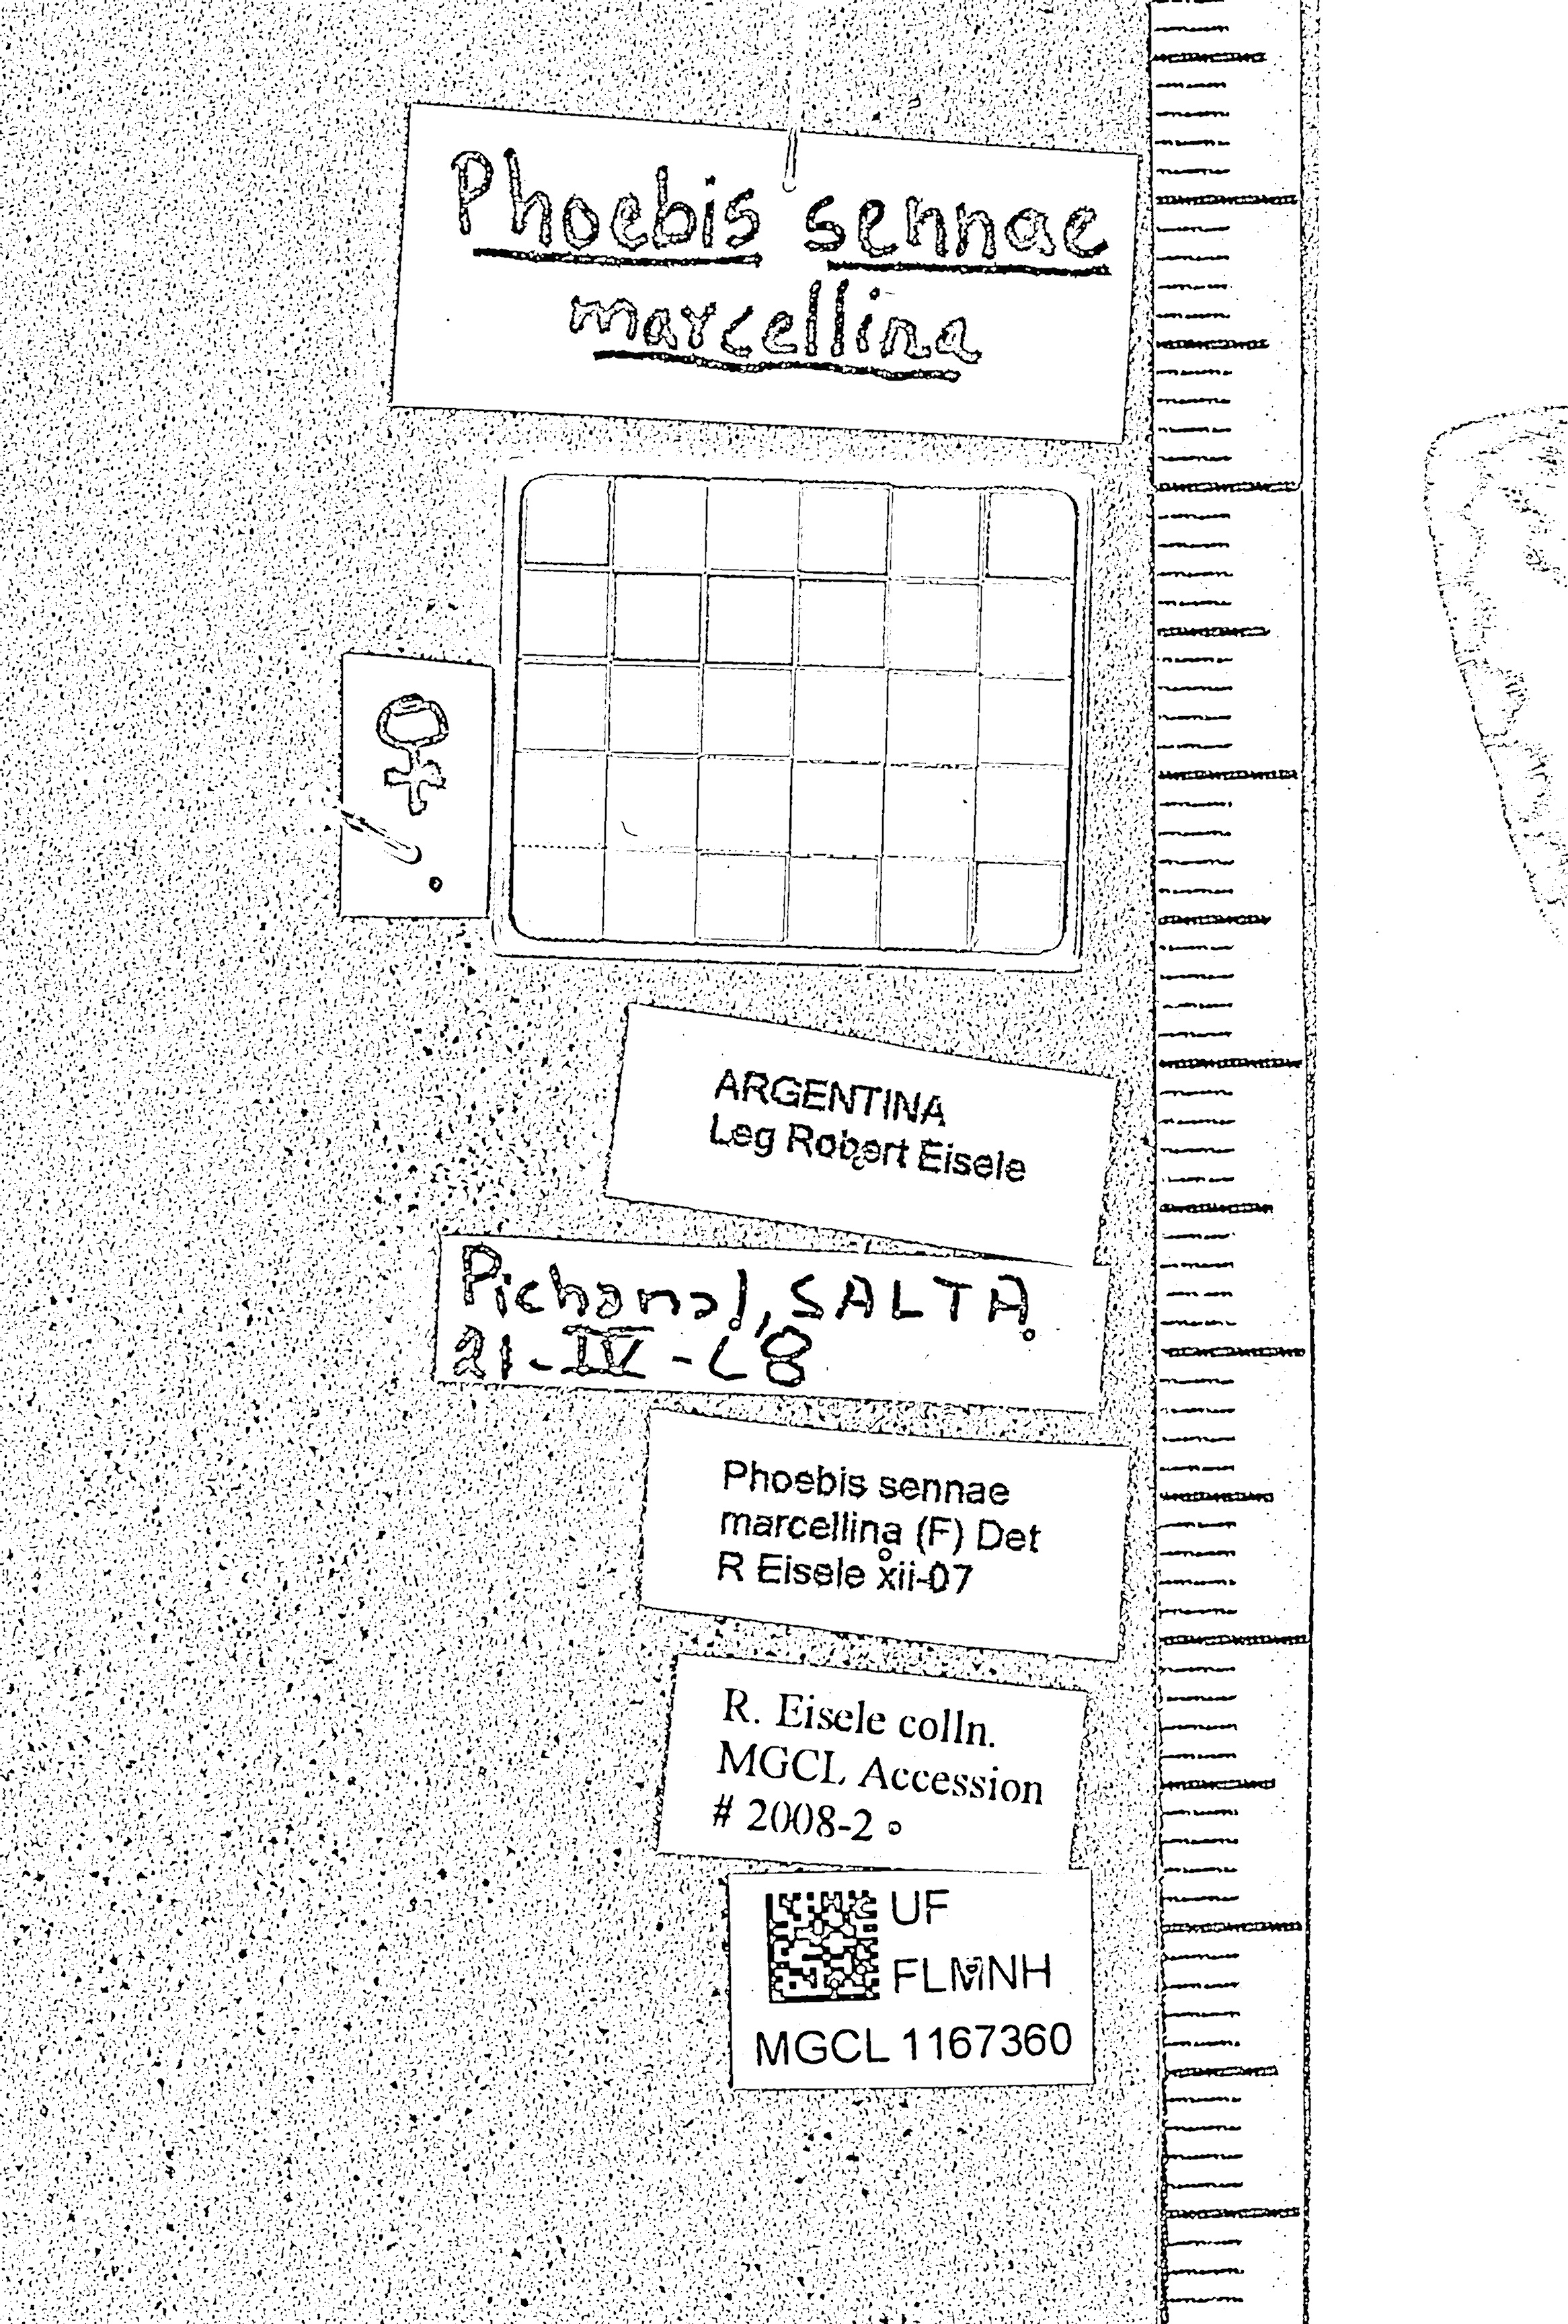 Phoebis sennae
marcellina
♀
ARGENTINA
Leg Robert Eisele
Pichanal, SALTA
21-IV-68
Phoebis sennae
marcellina (F) Det
R Eisele xii-07
R. Eisele colln.
MGCL Accession
# 2008-2
UF
FLMNH
MGCL 1167360